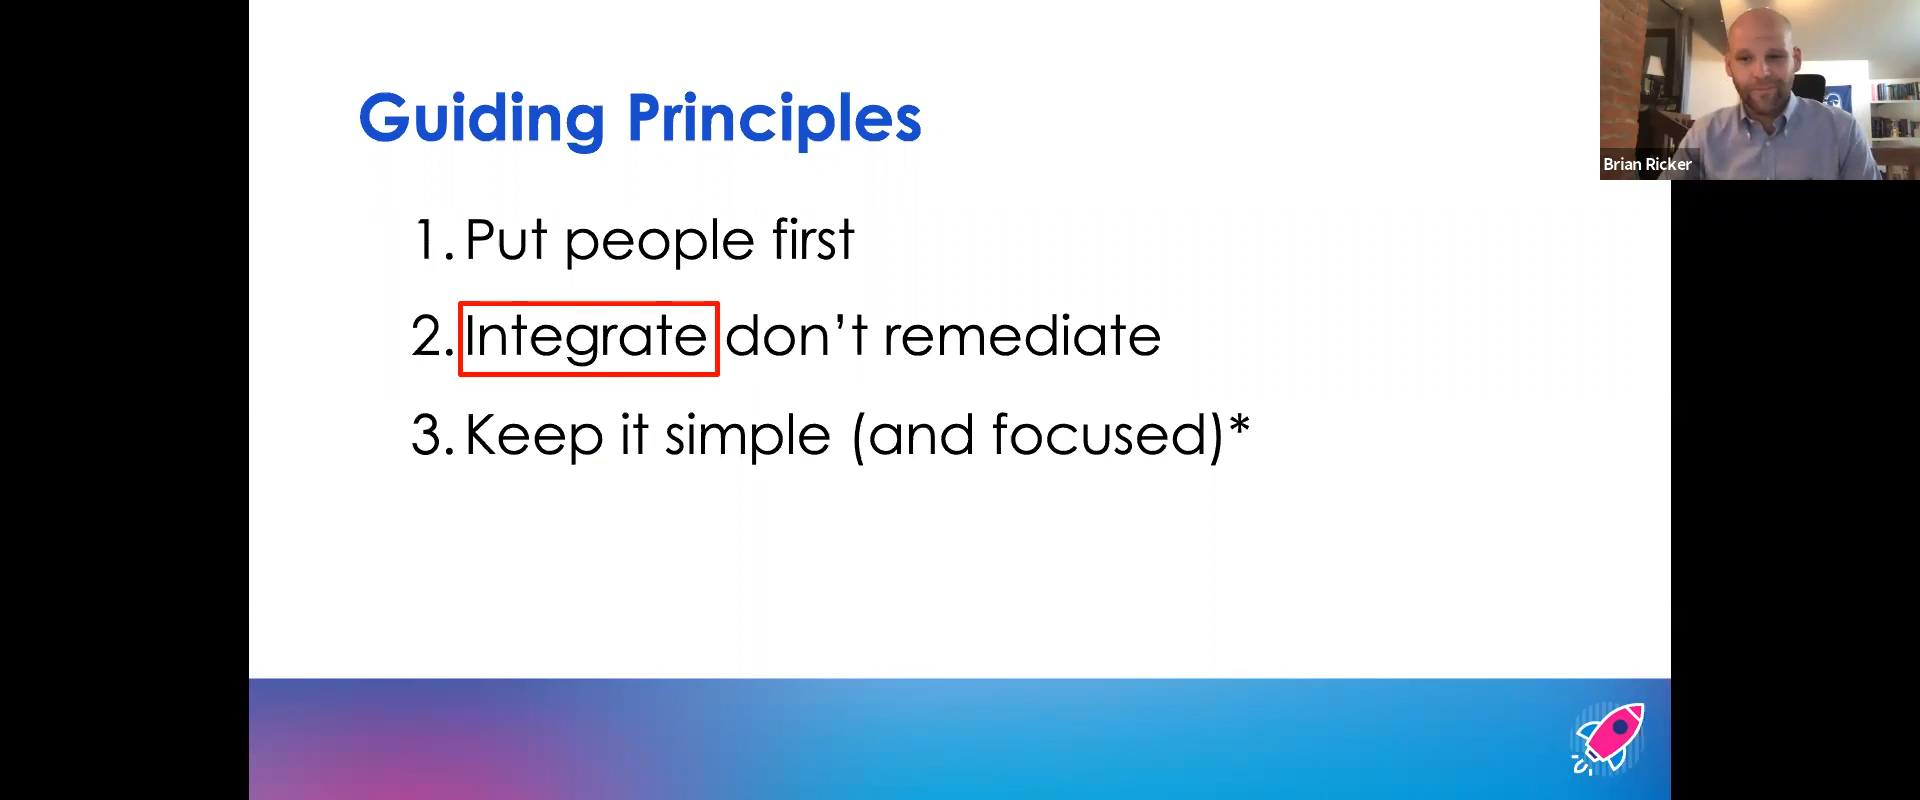 Guiding Principles
1. Put people first
2. Integrate don’t remediate
3. Keep it simple (and focused)*
Brian Ricker